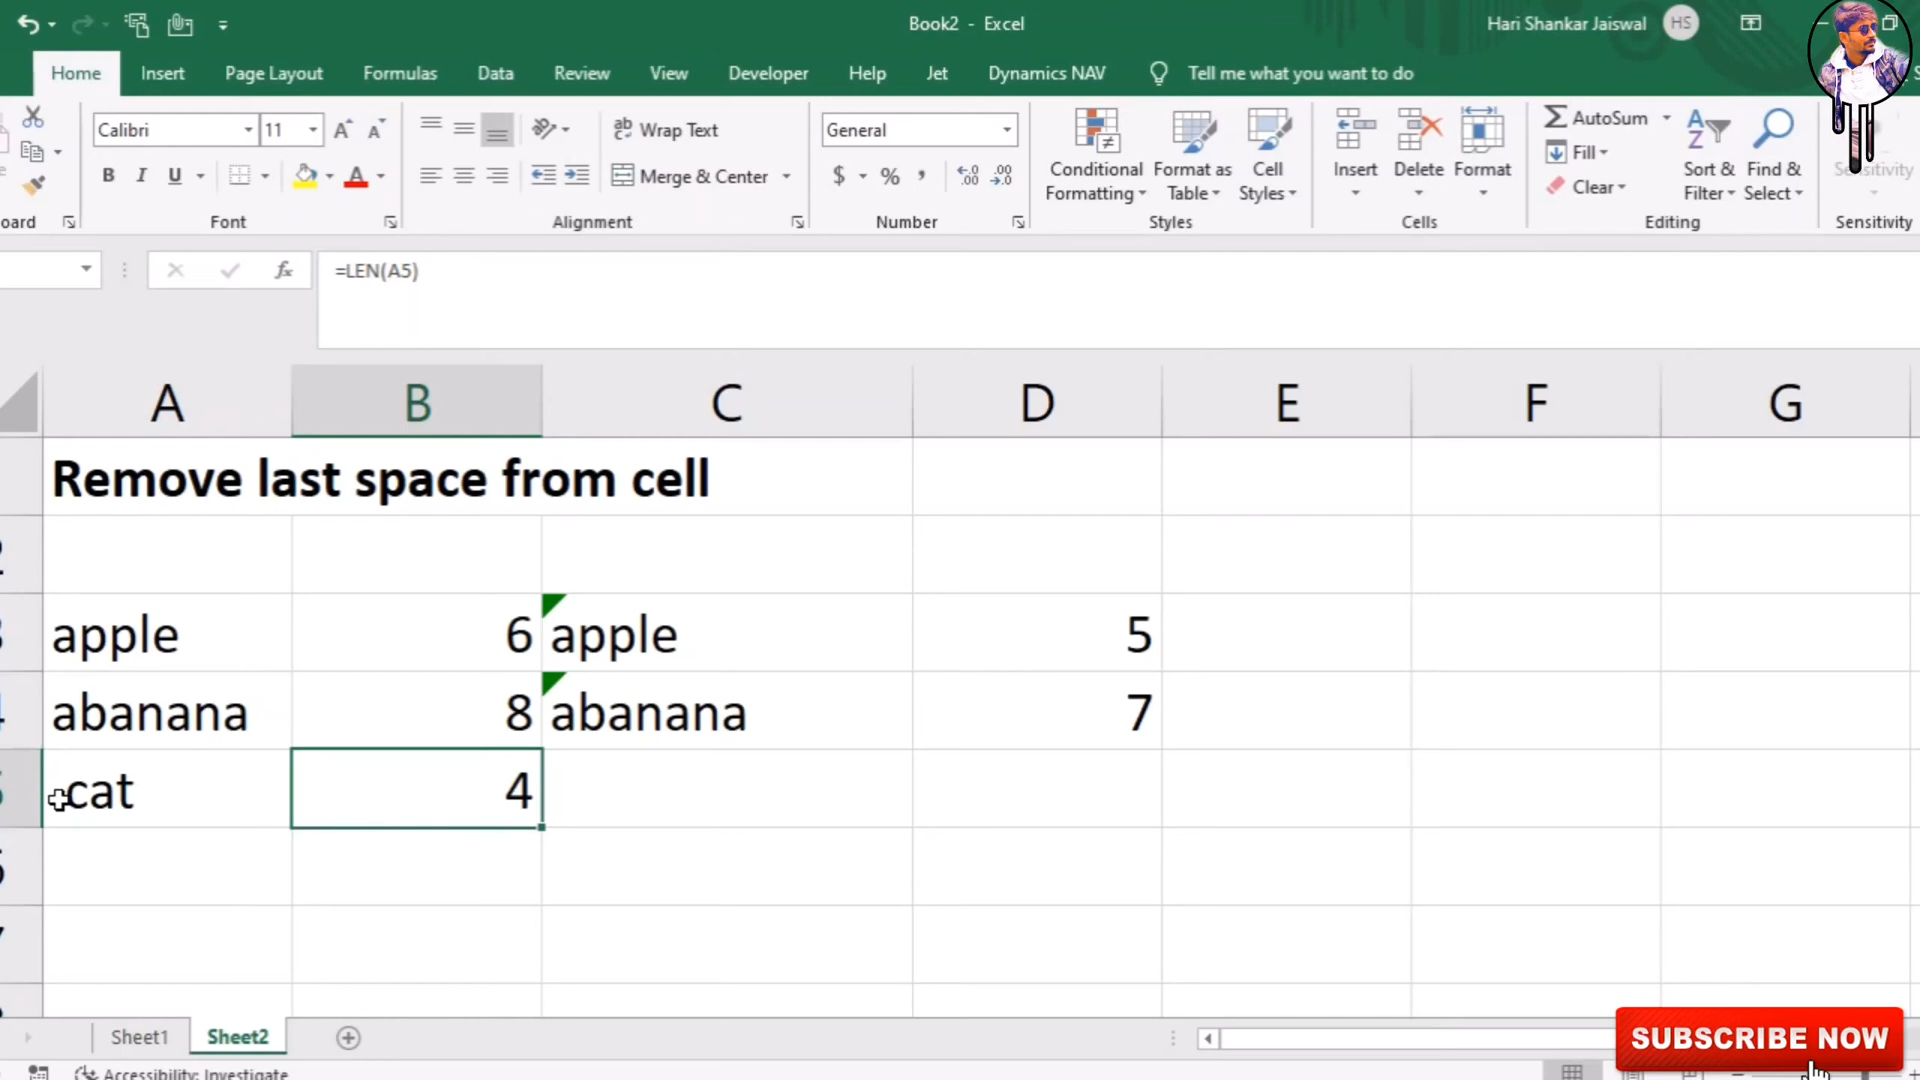 Book2 - Excel
Hari Shankar Jaiswal HS
Home Insert Page Layout Formulas Data Review View Developer Help Jet Dynamics NAV Tell me what you want to do
Calibri 11 Wrap Text General AutoSum
Conditional Formatting Format as Table Cell Styles Insert Delete Format Fill Sort & Filter Find & Select Sensitivity
B I U Merge & Center $ % Clear
Font Alignment Number Styles Cells Editing Sensitivity
=LEN(A5)
A B C D E F G
Remove last space from cell
apple 6 apple 5
abanana 8 abanana 7
cat 4
Sheet1 Sheet2
SUBSCRIBE NOW
Accessibility: Investigate